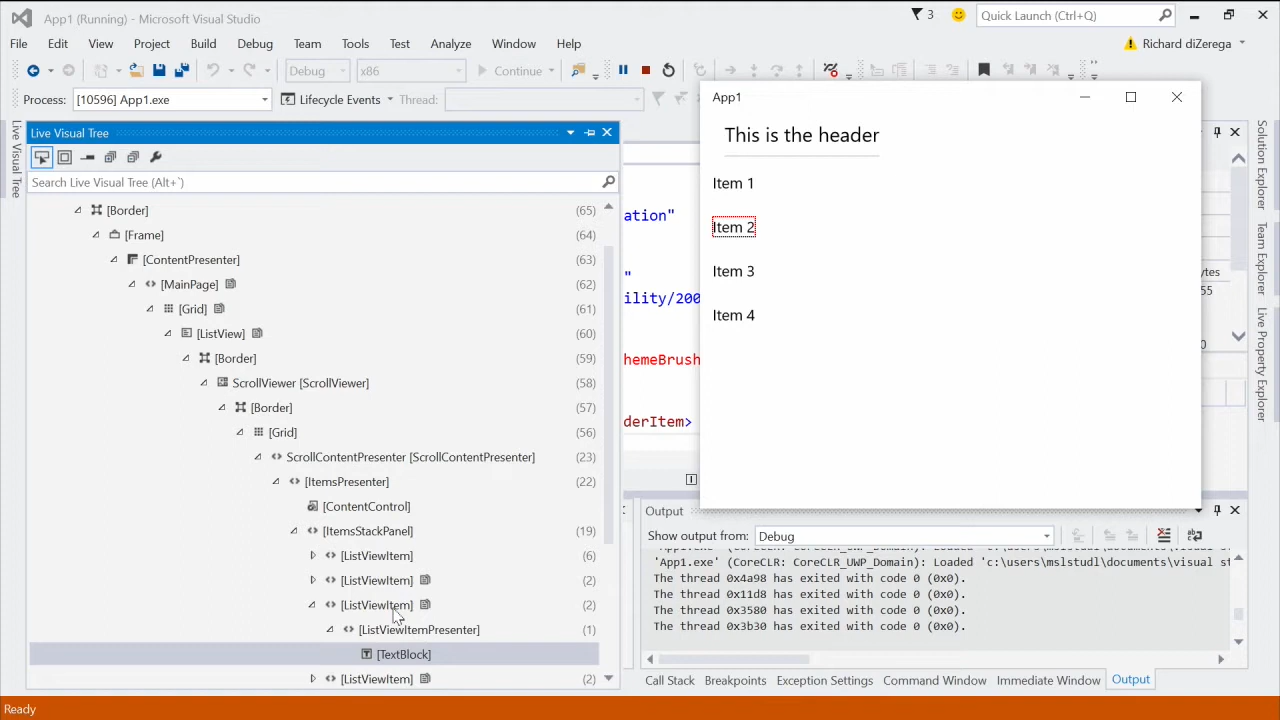 App1 (Running) - Microsoft Visual Studio
3
Quick Launch (Ctrl+Q)
File Edit View Project Build Debug Team Tools Test Analyze Window Help
Richard diZerega
Debug x86 Continue
Process: [10596] App1.exe Lifecycle Events Thread:
Live Visual Tree
Live Visual Tree
Search Live Visual Tree (Alt+`)
[Border] (65)
[Frame] (64)
[ContentPresenter] (63)
[MainPage] (62)
[Grid] (61)
[ListView] (60)
[Border] (59)
ScrollViewer [ScrollViewer] (58)
[Border] (57)
[Grid] (56)
ScrollContentPresenter [ScrollContentPresenter] (23)
[ItemsPresenter] (22)
[ContentControl]
[ItemsStackPanel] (19)
[ListViewItem] (6)
[ListViewItem] (2)
[ListViewItem] (2)
[ListViewItemPresenter] (1)
[TextBlock]
[ListViewItem] (2)
ation"
"
ility/200
hemeBrush
derItem>
App1
This is the header
Item 1
Item 2
Item 3
Item 4
ytes
55
Solution Explorer
Team Explorer
Live Property Explorer
Output
Show output from: Debug
'App1.exe' (CoreCLR: CoreCLR_UWP_Domain): Loaded 'c:\users\mslstudl\documents\visual st
The thread 0x4a98 has exited with code 0 (0x0).
The thread 0x11d8 has exited with code 0 (0x0).
The thread 0x3580 has exited with code 0 (0x0).
The thread 0x3b30 has exited with code 0 (0x0).
Call Stack Breakpoints Exception Settings Command Window Immediate Window Output
Ready